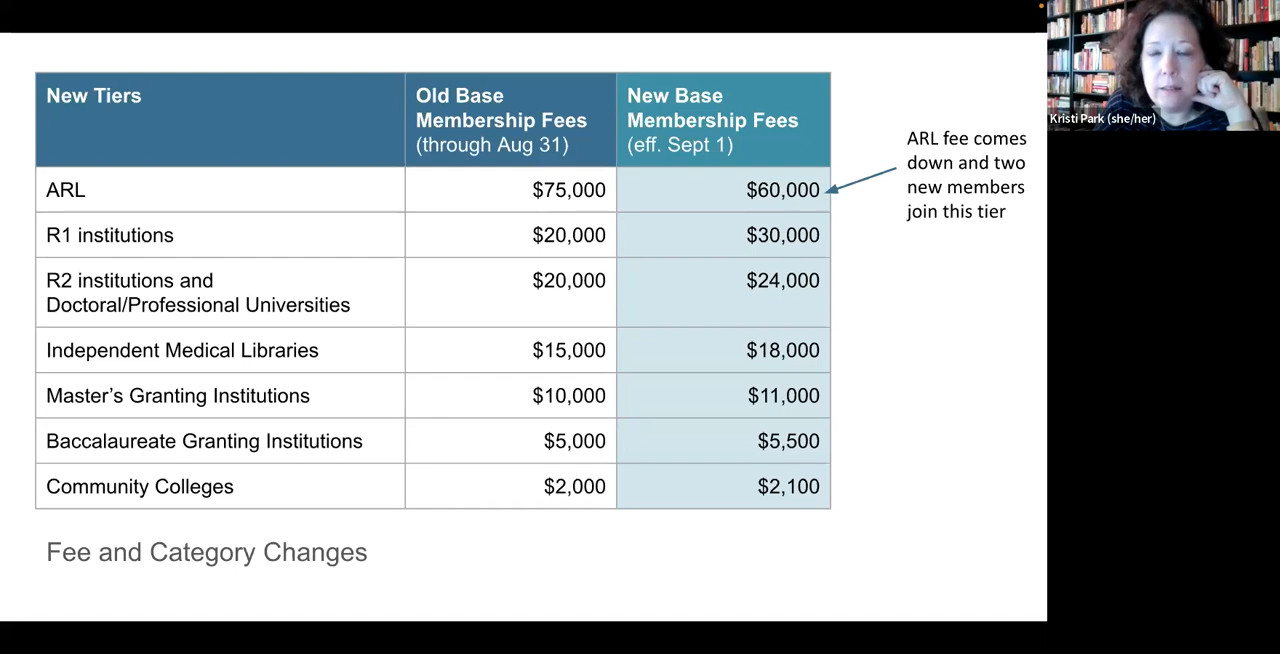 New Tiers
Old Base
Membership Fees
(through Aug 31)
New Base
Membership Fees
(eff. Sept 1)
ARL
$75,000
$60,000
R1 institutions
$20,000
$30,000
R2 institutions and
Doctoral/Professional Universities
$20,000
$24,000
Independent Medical Libraries
$15,000
$18,000
Master’s Granting Institutions
$10,000
$11,000
Baccalaureate Granting Institutions
$5,000
$5,500
Community Colleges
$2,000
$2,100
ARL fee comes
down and two
new members
join this tier
Fee and Category Changes
Kristi Park (she/her)